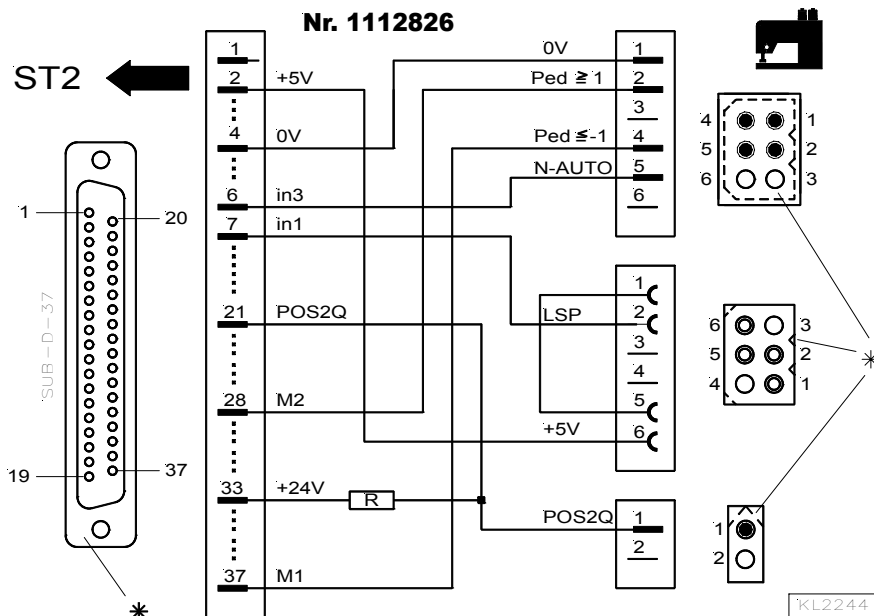 Nr. 1112826
ST2
1
2 +5V
4 0V
6 in3
7 in1
21 POS2Q
28 M2
33 +24V
R
37 M1
0V 1
Ped ≧ 1 2
3
Ped ≦-1 4
N-AUTO 5
6
1
LSP 2
3
4
5
+5V 6
POS2Q 1
2
1
20
SUB-D-37
19
37
*
4 1
5 2
6 3
6 3
5 2
4 1
*
1
2
KL2244